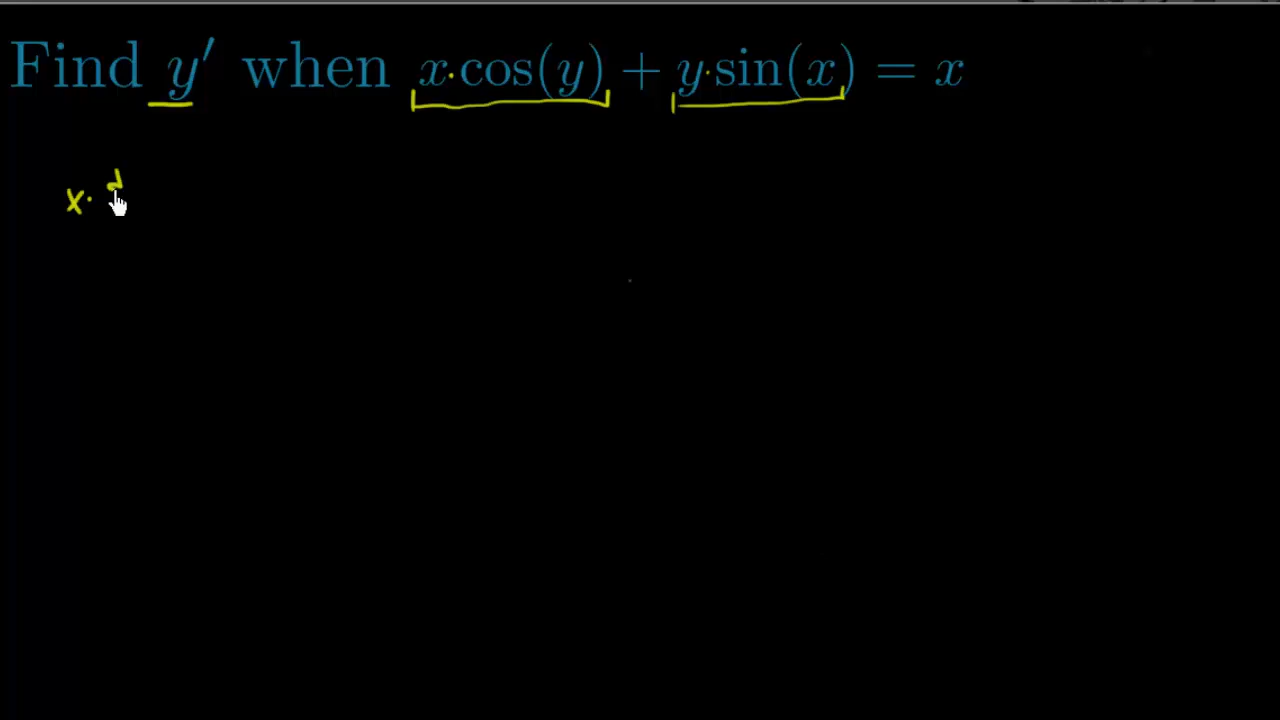 Find y′ when x·cos(y) + y·sin(x) = x
x· d